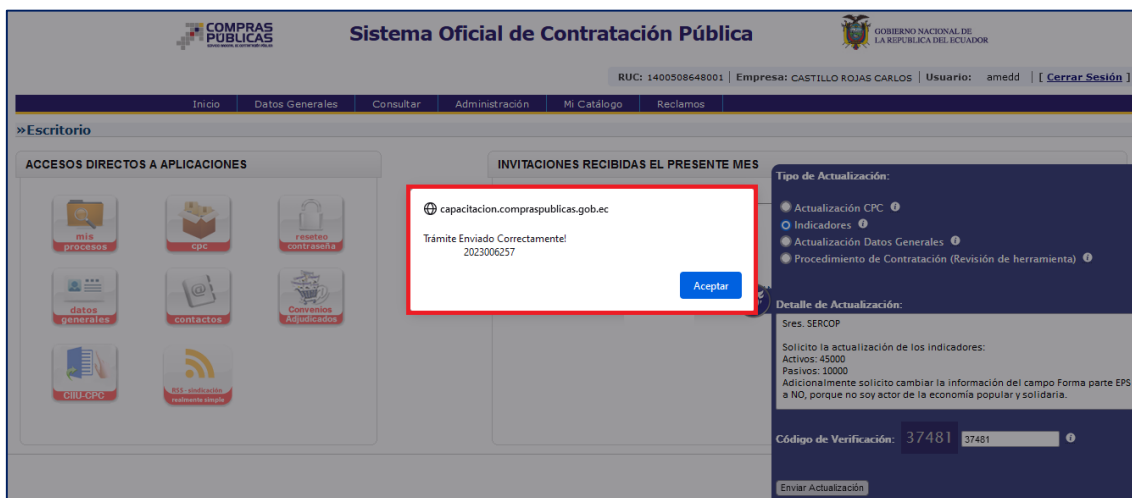 COMPRAS
PÚBLICAS
Sistema Oficial de Contratación Pública
GOBIERNO NACIONAL DE
LA REPUBLICA DEL ECUADOR
RUC: 1400508648001 | Empresa: CASTILLO ROJAS CARLOS | Usuario: amedd | [ Cerrar Sesión ]
Inicio Datos Generales Consultar Administración Mi Catálogo Reclamos
»Escritorio
ACCESOS DIRECTOS A APLICACIONES
mis
procesos
cpc
reseteo
contraseña
datos
generales
contactos
Convenios
Adjudicados
CIIU-CPC
RSS - sindicación
realmente simple
INVITACIONES RECIBIDAS EL PRESENTE MES
capacitacion.compraspublicas.gob.ec
Trámite Enviado Correctamente!
2023006257
Aceptar
Tipo de Actualización:
Actualización CPC
Indicadores
Actualización Datos Generales
Procedimiento de Contratación (Revisión de herramienta)
Detalle de Actualización:
Sres. SERCOP
Solicito la actualización de los indicadores:
Activos: 45000
Pasivos: 10000
Adicionalmente solicito cambiar la información del campo Forma parte EPS
a NO, porque no soy actor de la economía popular y solidaria.
Código de Verificación: 37481 37481
Enviar Actualización